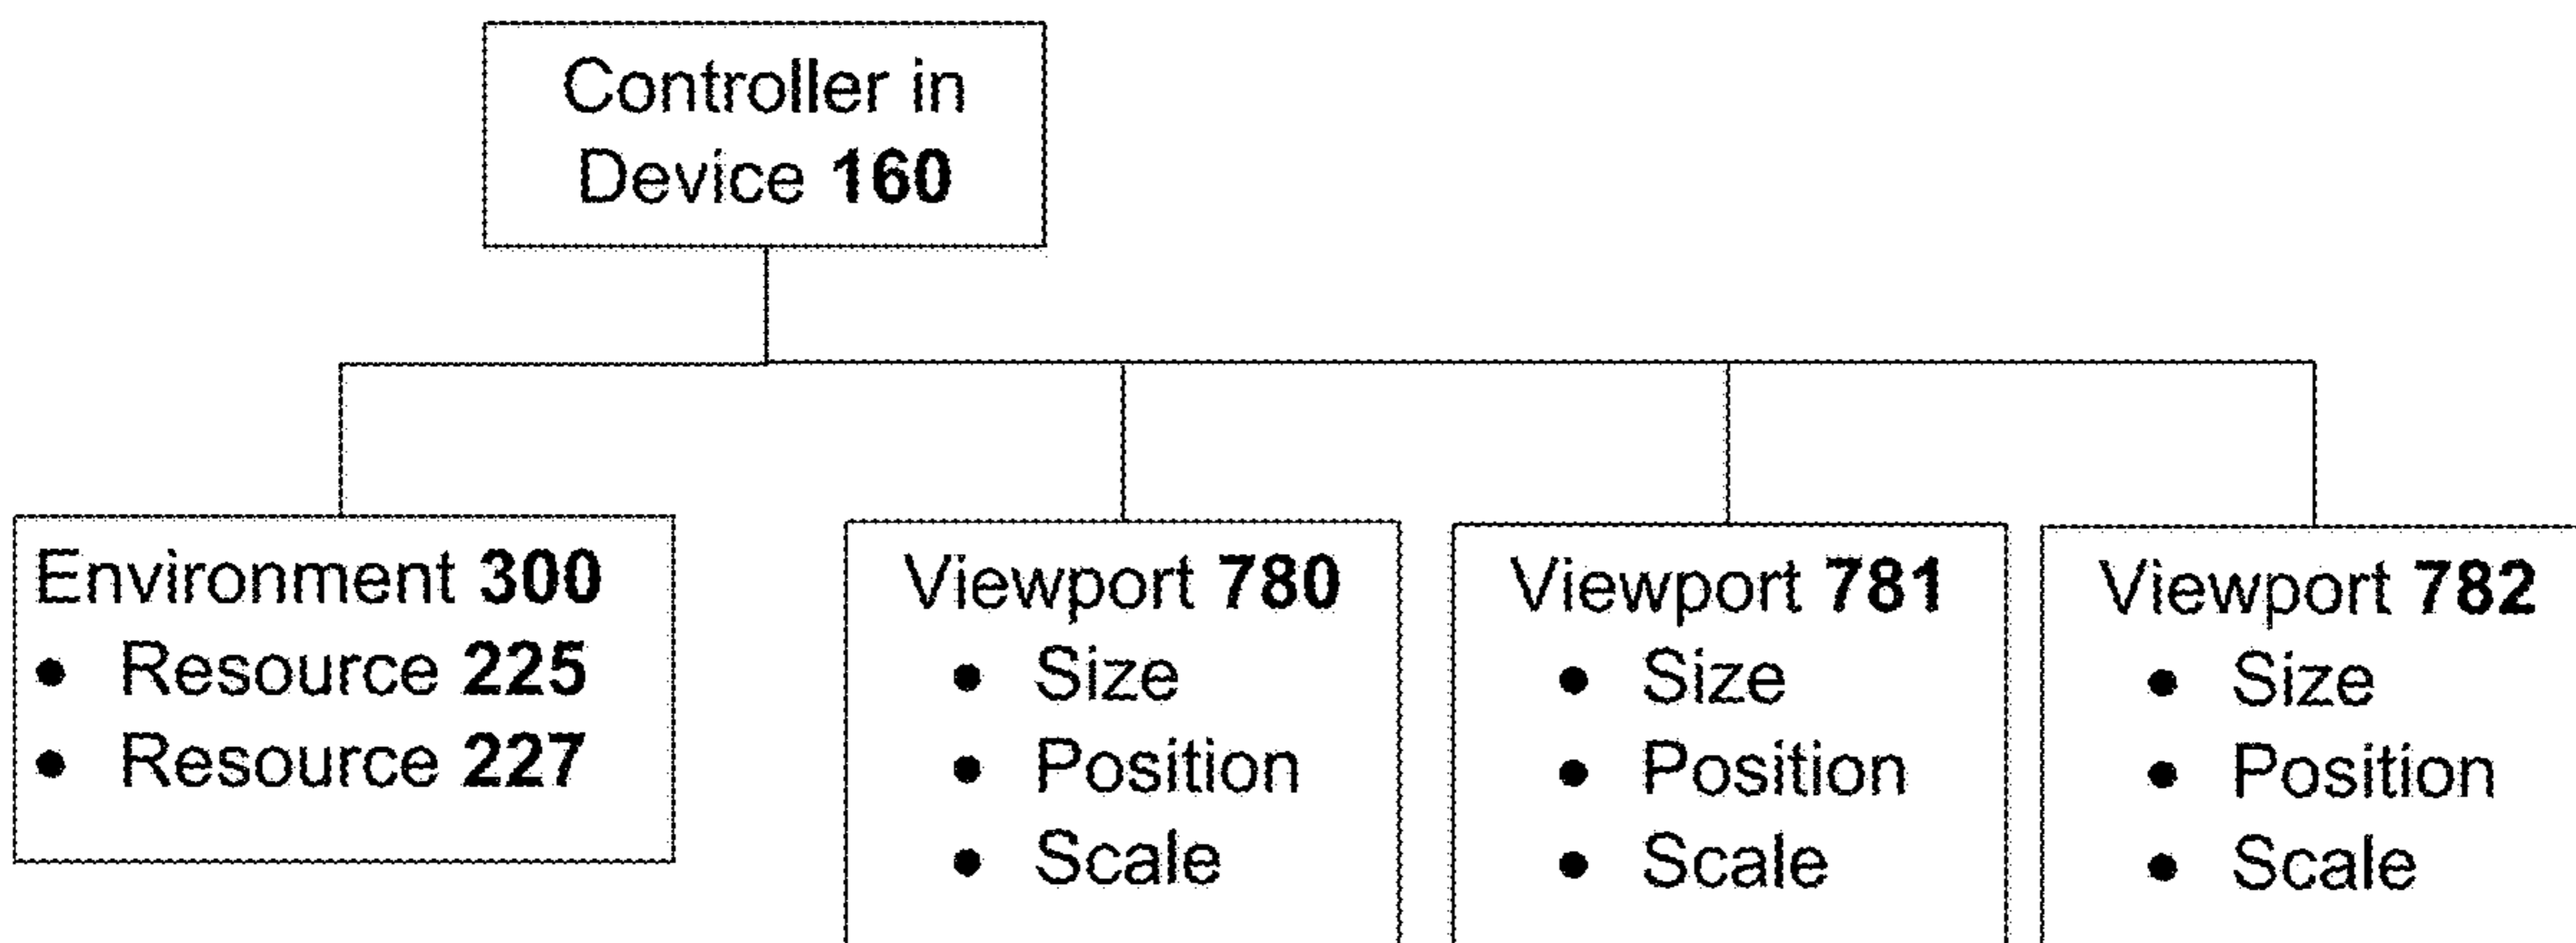 Controller in
Device 160
Environment 300
• Resource 225
• Resource 227
Viewport 780
• Size
• Position
• Scale
Viewport 781
• Size
• Position
• Scale
Viewport 782
• Size
• Position
• Scale